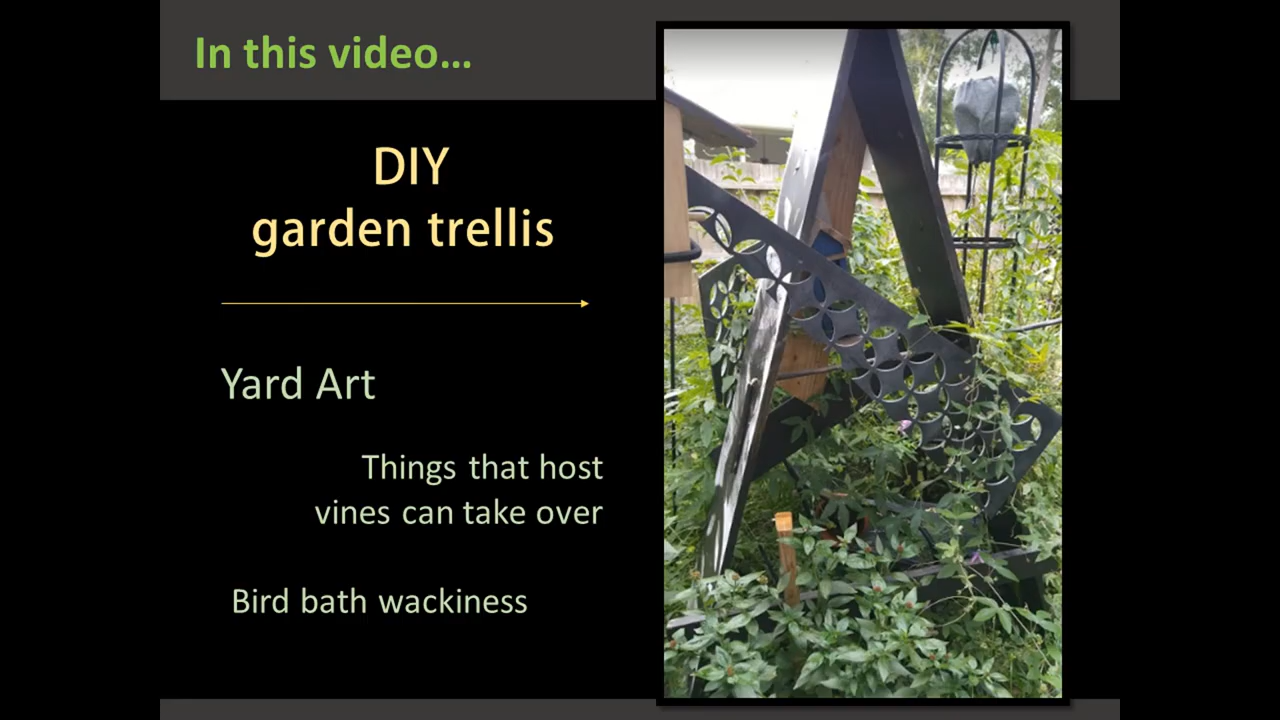 In this video...
DIY
garden trellis
Yard Art
Things that host
vines can take over
Bird bath wackiness